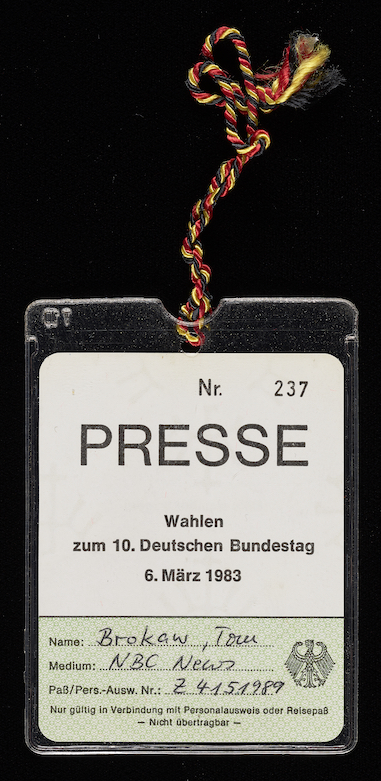 Nr. 237
PRESSE
Wahlen
zum 10. Deutschen Bundestag
6. März 1983
Name: Brokaw, Tom
Medium: NBC News
Paß/Pers.-Ausw. Nr.: Z 4151989
Nur gültig in Verbindung mit Personalausweis oder Reisepaß
– Nicht übertragbar –